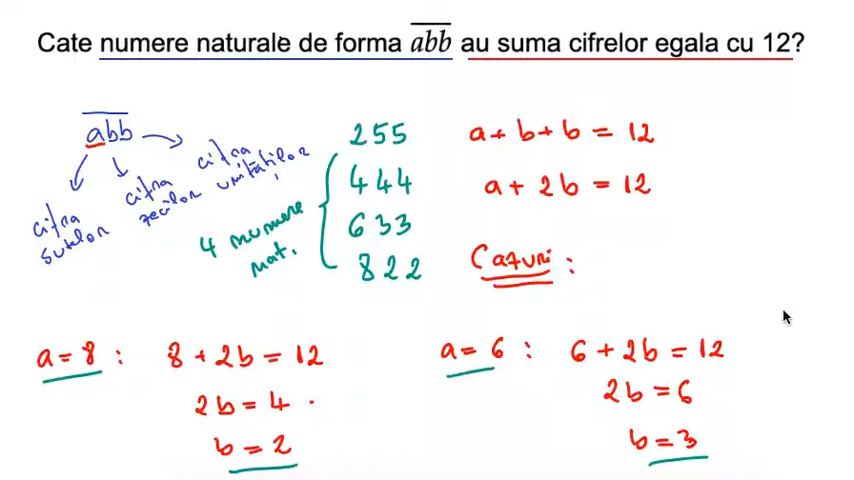 Cate numere naturale de forma abb au suma cifrelor egala cu 12?
abb
cifra sutelor
cifra zecilor
cifra unităților
255
444
633
822
4 numere nat.
a + b + b = 12
a + 2b = 12
Cazuri :
a = 8 : 8 + 2b = 12
2b = 4
b = 2
a = 6 : 6 + 2b = 12
2b = 6
b = 3